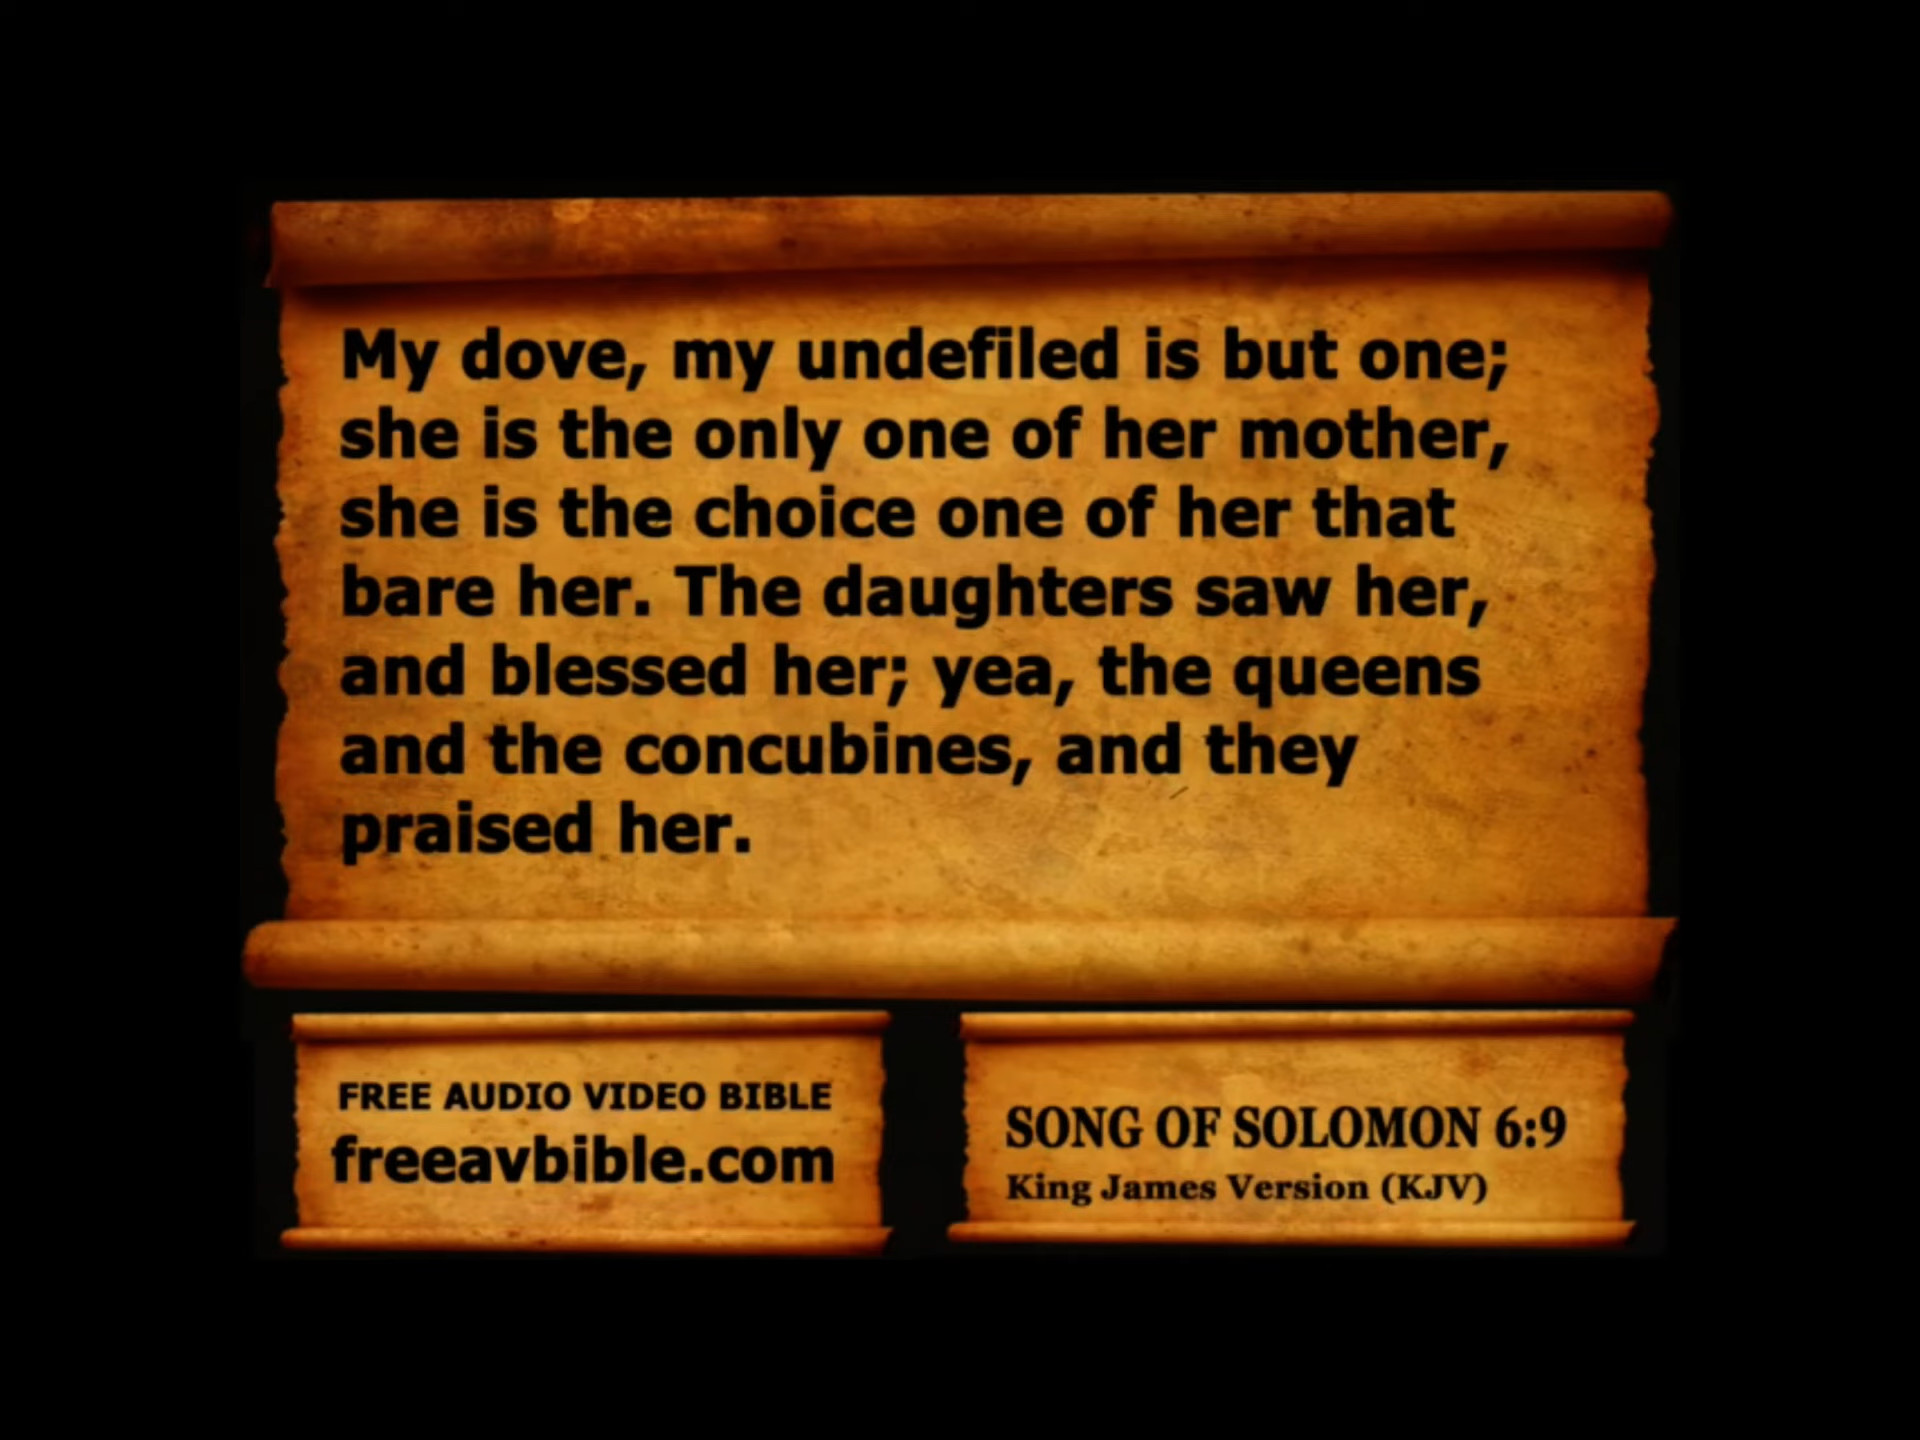 My dove, my undefiled is but one;
she is the only one of her mother,
she is the choice one of her that
bare her. The daughters saw her,
and blessed her; yea, the queens
and the concubines, and they
praised her.
FREE AUDIO VIDEO BIBLE
freeavbible.com
SONG OF SOLOMON 6:9
King James Version (KJV)